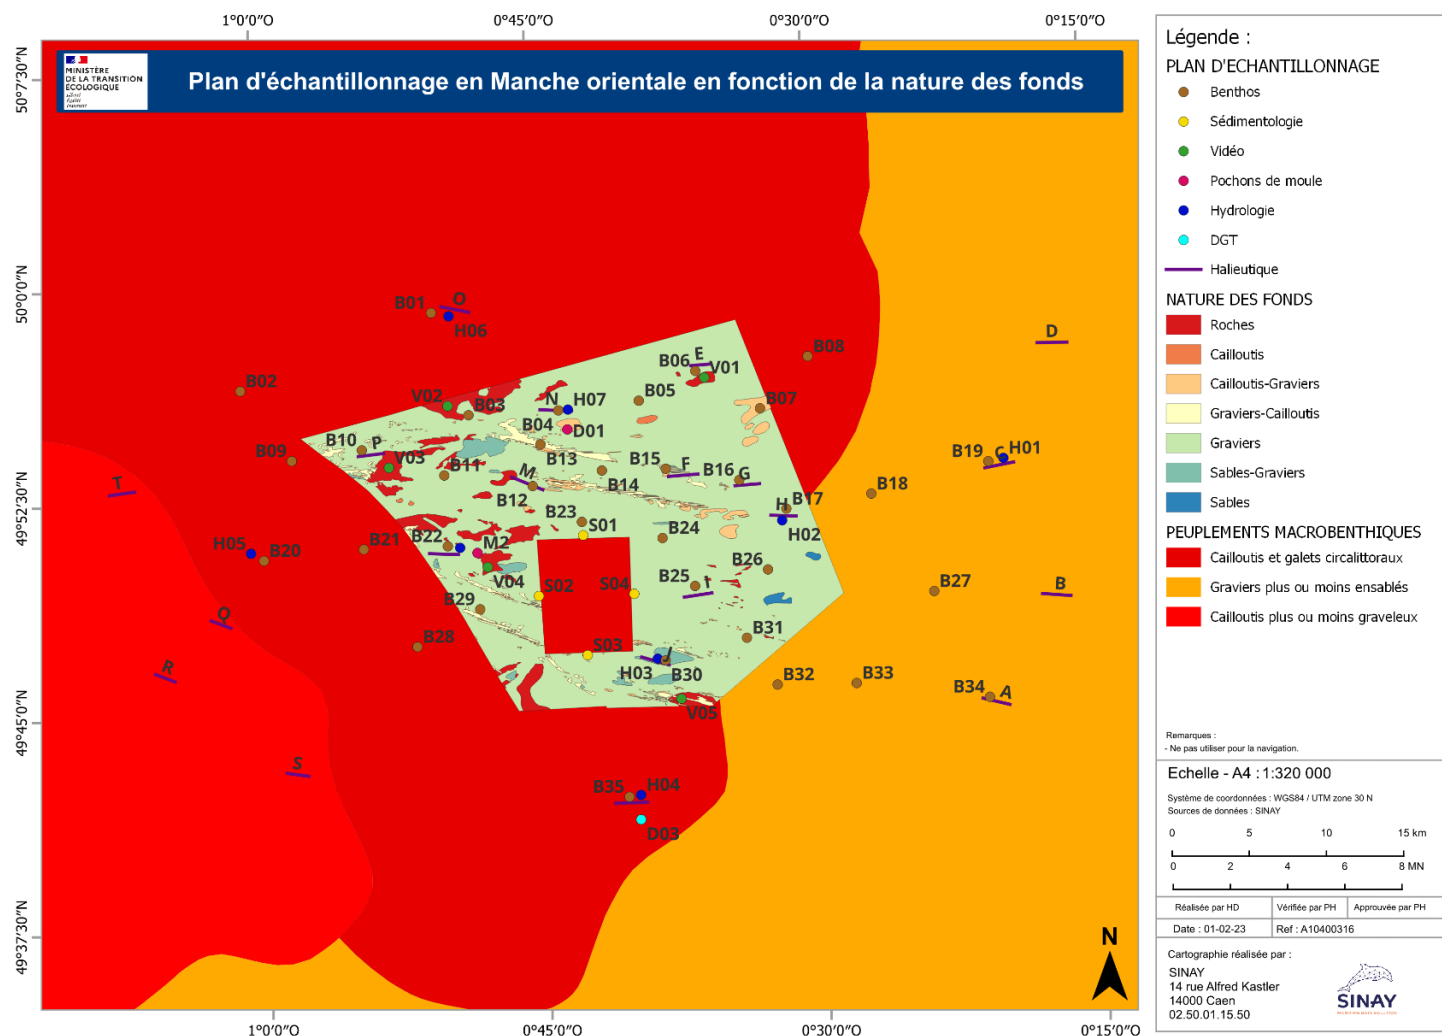 1°0'0"O 0°45'0"O 0°30'0"O 0°15'0"O
50°7'30"N
50°0'0"N
49°52'30"N
49°45'0"N
49°37'30"N
MINISTÈRE
DE LA TRANSITION
ÉCOLOGIQUE
Liberté
Égalité
Fraternité
Plan d'échantillonnage en Manche orientale en fonction de la nature des fonds
B01 O
H06
D
B02
B08
B06 E
V01
B05
B07
V02
B03
N H07
D01
B04
B10 P
B09
V03
B11
B13
M
B12
B14
B15 F
B16 G
B19 C H01
B18
T
B17
H
H02
B23
S01
B24
B22
M2
V04
H05
B20
B21
S02
S04
B25 I
B26
B27
B
B29
Q
B28
S03
B31
R
H03
J
B30
V05
B32
B33
B34 A
S
B35 H04
D03
N
1°0'0"O 0°45'0"O 0°30'0"O 0°15'0"O
Légende :
PLAN D'ECHANTILLONNAGE
Benthos
Sédimentologie
Vidéo
Pochons de moule
Hydrologie
DGT
Halieutique
NATURE DES FONDS
Roches
Cailloutis
Cailloutis-Graviers
Graviers-Cailloutis
Graviers
Sables-Graviers
Sables
PEUPLEMENTS MACROBENTHIQUES
Cailloutis et galets circalittoraux
Graviers plus ou moins ensablés
Cailloutis plus ou moins graveleux
Remarques :
- Ne pas utiliser pour la navigation.
Echelle - A4 : 1:320 000
Système de coordonnées : WGS84 / UTM zone 30 N
Sources de données : SINAY
0 5 10 15 km
0 2 4 6 8 MN
Réalisée par HD Vérifiée par PH Approuvée par PH
Date : 01-02-23 Ref : A10400316
Cartographie réalisée par :
SINAY
14 rue Alfred Kastler
14000 Caen
02.50.01.15.50
SINAY